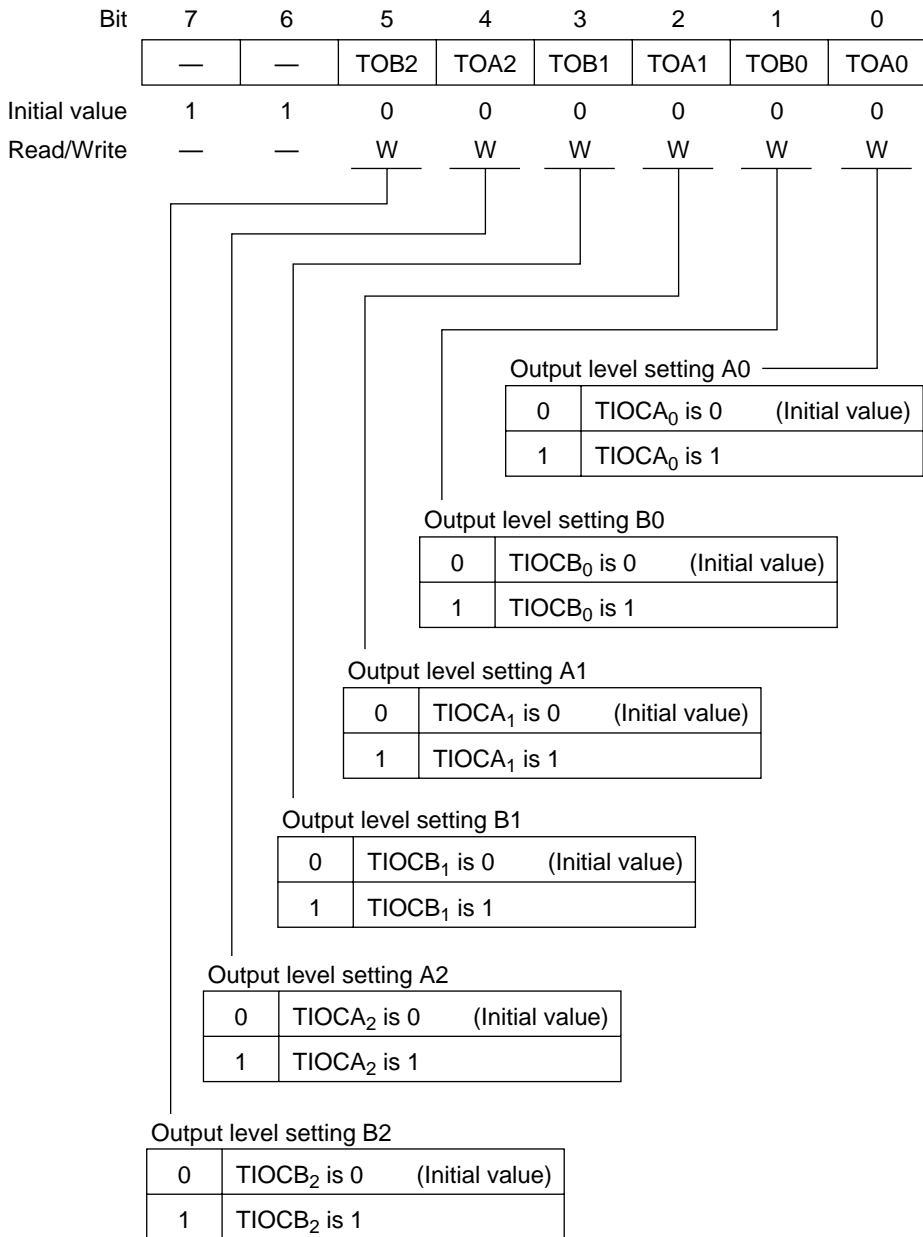 Bit 7 6 5 4 3 2 1 0
— — TOB2 TOA2 TOB1 TOA1 TOB0 TOA0
Initial value 1 1 0 0 0 0 0 0
Read/Write — — W W W W W W
Output level setting A0
0 TIOCA₀ is 0 (Initial value)
1 TIOCA₀ is 1
Output level setting B0
0 TIOCB₀ is 0 (Initial value)
1 TIOCB₀ is 1
Output level setting A1
0 TIOCA₁ is 0 (Initial value)
1 TIOCA₁ is 1
Output level setting B1
0 TIOCB₁ is 0 (Initial value)
1 TIOCB₁ is 1
Output level setting A2
0 TIOCA₂ is 0 (Initial value)
1 TIOCA₂ is 1
Output level setting B2
0 TIOCB₂ is 0 (Initial value)
1 TIOCB₂ is 1